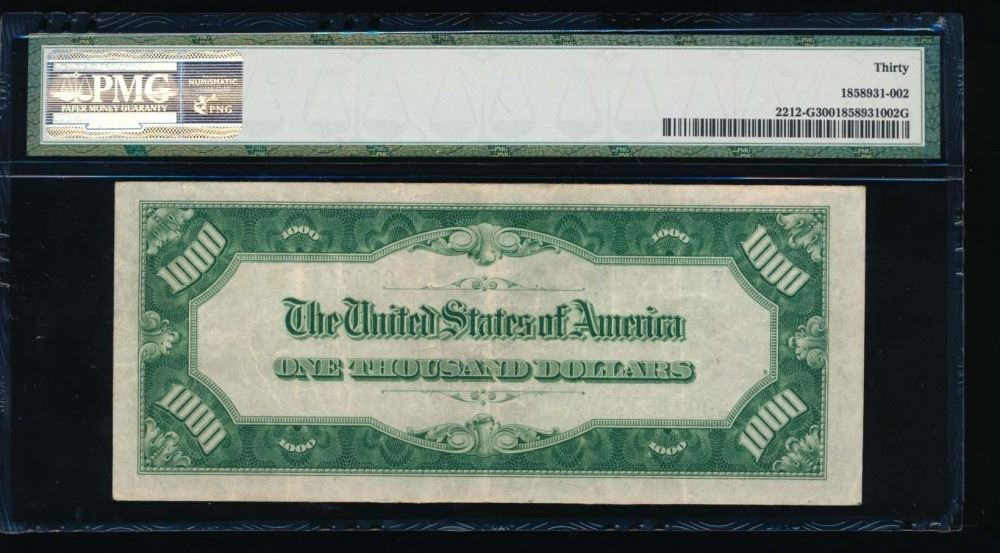 PMG
PAPER MONEY GUARANTY
NUMISMATIC
PNG
Thirty
1858931-002
2212-G3001858931002G
1000
1000
1000
1000
The United States of America
ONE THOUSAND DOLLARS
1000
1000
1000
1000